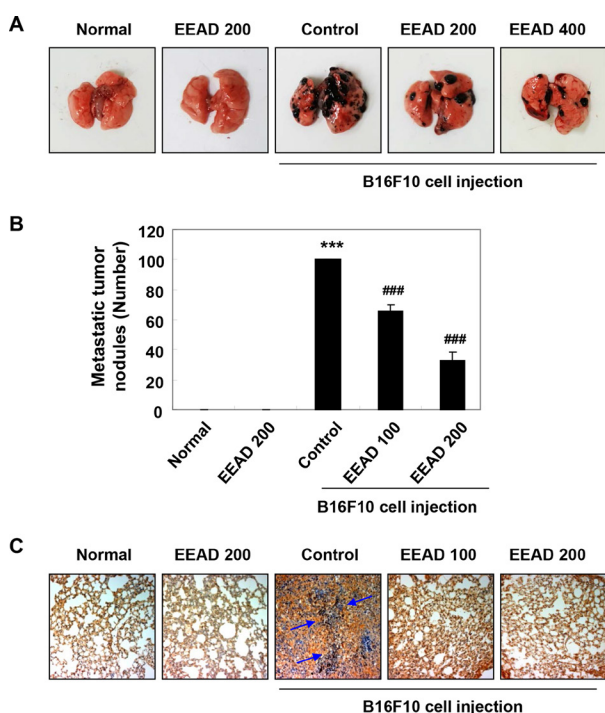 A
Normal EEAD 200 Control EEAD 200 EEAD 400
B16F10 cell injection
B
Metastatic tumor
nodules (Number)
120
100
80
60
40
20
0
***
###
###
Normal
EEAD 200
Control
EEAD 100
EEAD 200
B16F10 cell injection
C
Normal EEAD 200 Control EEAD 100 EEAD 200
B16F10 cell injection